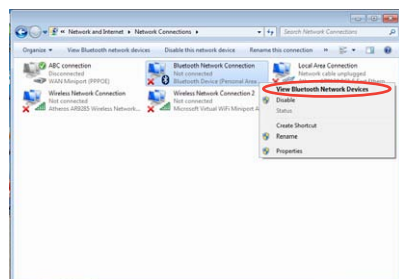 « Network and Internet ▸ Network Connections ▸
Search Network Connections
Organize ▾ View Bluetooth network devices Disable this network device Rename this connection »
ABC connection
Disconnected
WAN Miniport (PPPOE)
Bluetooth Network Connection
Not connected
Bluetooth Device (Personal Area ...
Local Area Connection
Network cable unplugged
Wireless Network Connection
Not connected
Atheros AR9285 Wireless Network...
Wireless Network Connection 2
Not connected
Microsoft Virtual WiFi Miniport A...
View Bluetooth Network Devices
Disable
Status
Create Shortcut
Rename
Properties